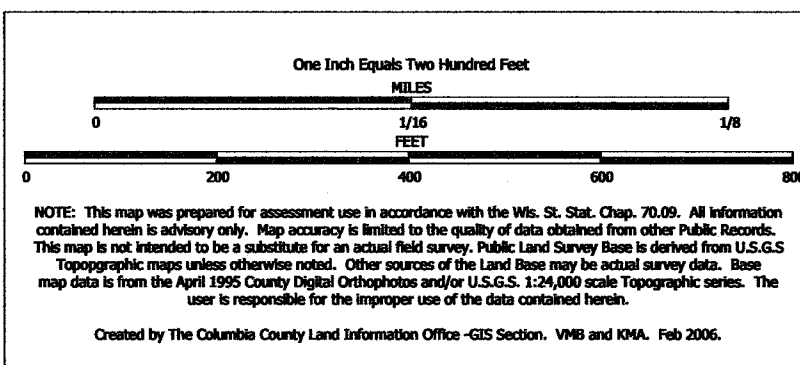 One Inch Equals Two Hundred Feet
MILES
0 1/16 1/8
FEET
0 200 400 600 800
NOTE: This map was prepared for assessment use in accordance with the Wis. St. Stat. Chap. 70.09. All information
contained herein is advisory only. Map accuracy is limited to the quality of data obtained from other Public Records.
This map is not intended to be a substitute for an actual field survey. Public Land Survey Base is derived from U.S.G.S
Topopgraphic maps unless otherwise noted. Other sources of the Land Base may be actual survey data. Base
map data is from the April 1995 County Digital Orthophotos and/or U.S.G.S. 1:24,000 scale Topographic series. The
user is responsible for the improper use of the data contained herein.
Created by The Columbia County Land Information Office -GIS Section. VMB and KMA. Feb 2006.